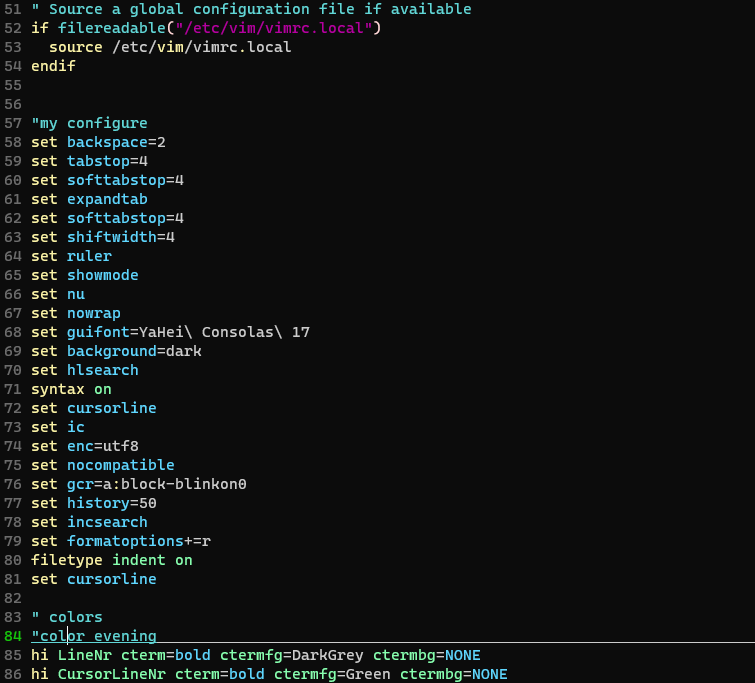 51 " Source a global configuration file if available
52 if filereadable("/etc/vim/vimrc.local")
53   source /etc/vim/vimrc.local
54 endif
55
56
57 "my configure
58 set backspace=2
59 set tabstop=4
60 set softtabstop=4
61 set expandtab
62 set softtabstop=4
63 set shiftwidth=4
64 set ruler
65 set showmode
66 set nu
67 set nowrap
68 set guifont=YaHei\ Consolas\ 17
69 set background=dark
70 set hlsearch
71 syntax on
72 set cursorline
73 set ic
74 set enc=utf8
75 set nocompatible
76 set gcr=a:block-blinkon0
77 set history=50
78 set incsearch
79 set formatoptions+=r
80 filetype indent on
81 set cursorline
82
83 " colors
84 "color evening
85 hi LineNr cterm=bold ctermfg=DarkGrey ctermbg=NONE
86 hi CursorLineNr cterm=bold ctermfg=Green ctermbg=NONE